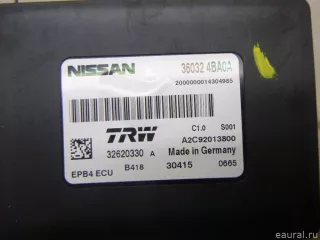 NISSAN 36032 4BA0A
2000000014304885
C1.0 S001
TRW A2C92013800
32620330 A Made in Germany
EPB4 ECU B418 30415 0665
eaural.ru